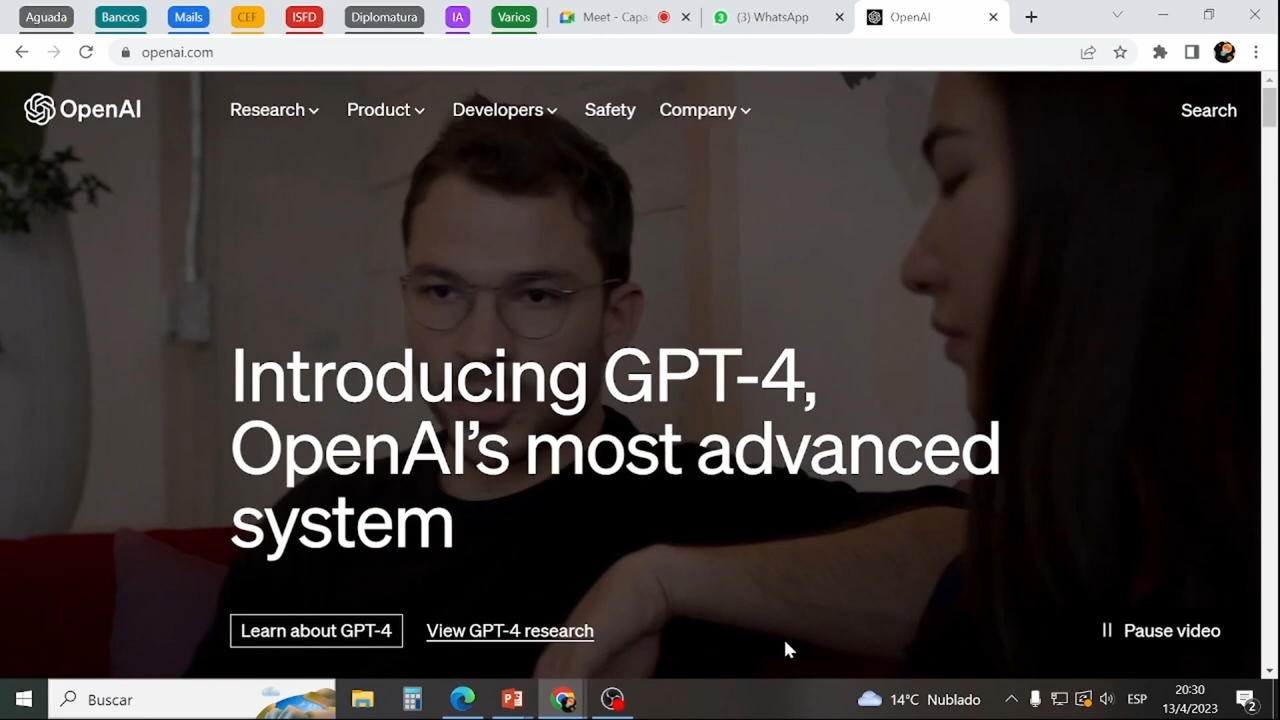 Aguada Bancos Mails CEF ISFD Diplomatura IA Varios Meet - Capa 3 (3) WhatsApp OpenAI
openai.com
OpenAI Research Product Developers Safety Company Search
Introducing GPT-4,
OpenAI’s most advanced
system
Learn about GPT-4 View GPT-4 research Pause video
Buscar 14°C Nublado ESP 20:30
13/4/2023 2